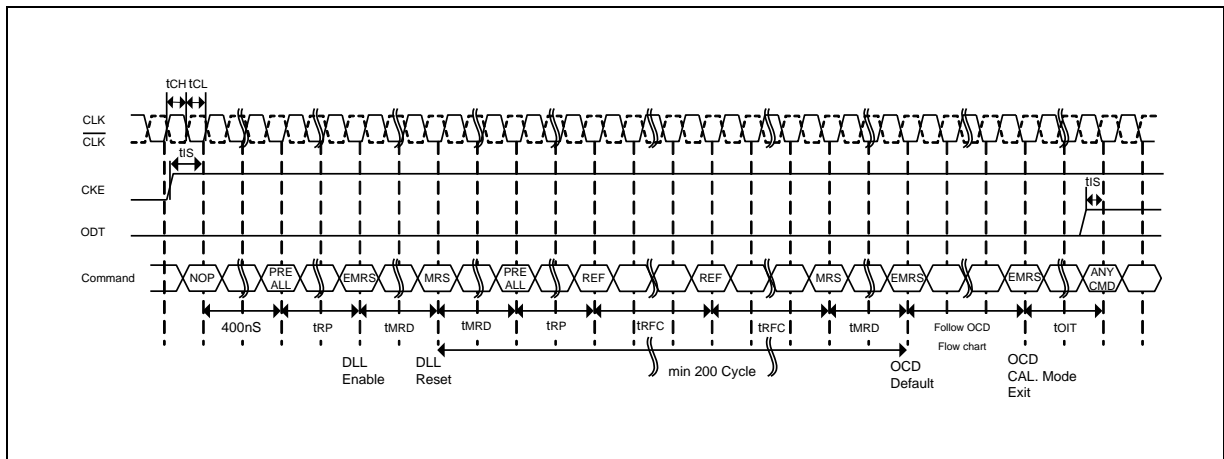 tCH tCL
CLK
CLK
tIS
CKE
tIS
ODT
Command NOP PRE ALL EMRS MRS PRE ALL REF REF MRS EMRS EMRS ANY CMD
400nS tRP tMRD tMRD tRP tRFC tRFC tMRD Follow OCD Flow chart tOIT
DLL Enable
DLL Reset
min 200 Cycle
OCD Default
OCD CAL. Mode Exit